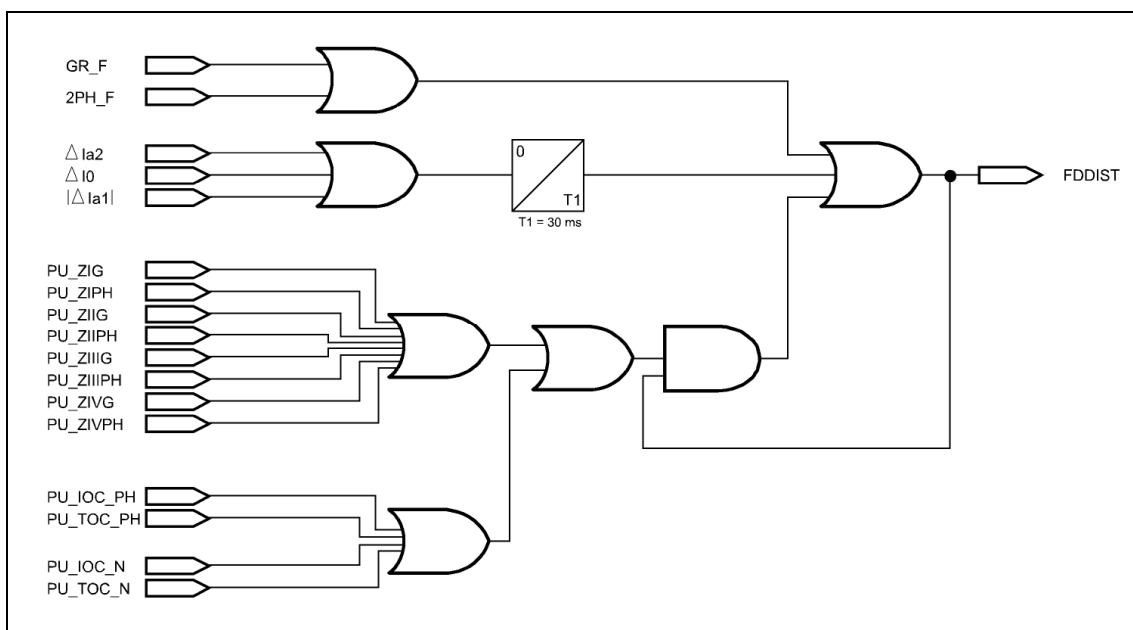 GR_F
2PH_F
△Ia2
△I0
|△Ia1|
0
T1
T1 = 30 ms
FDDIST
PU_ZIG
PU_ZIPH
PU_ZIIG
PU_ZIIPH
PU_ZIIIG
PU_ZIIIPH
PU_ZIVG
PU_ZIVPH
PU_IOC_PH
PU_TOC_PH
PU_IOC_N
PU_TOC_N